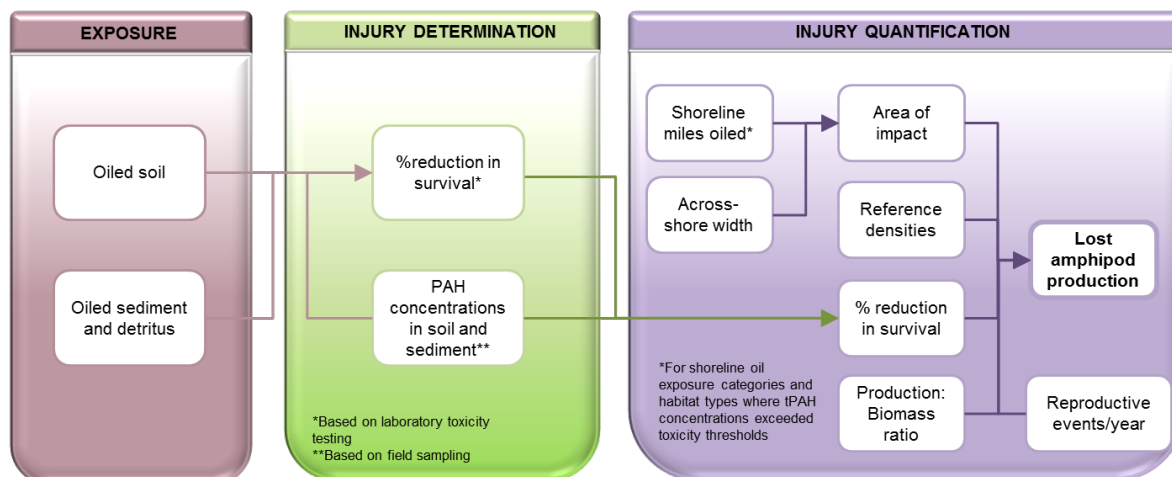 EXPOSURE
Oiled soil
Oiled sediment
and detritus
INJURY DETERMINATION
%reduction in
survival*
PAH
concentrations
in soil and
sediment**
*Based on laboratory toxicity
testing
**Based on field sampling
INJURY QUANTIFICATION
Shoreline
miles oiled*
Across-
shore width
Area of
impact
Reference
densities
% reduction
in survival
Production:
Biomass
ratio
Lost
amphipod
production
Reproductive
events/year
*For shoreline oil
exposure categories and
habitat types where tPAH
concentrations exceeded
toxicity thresholds